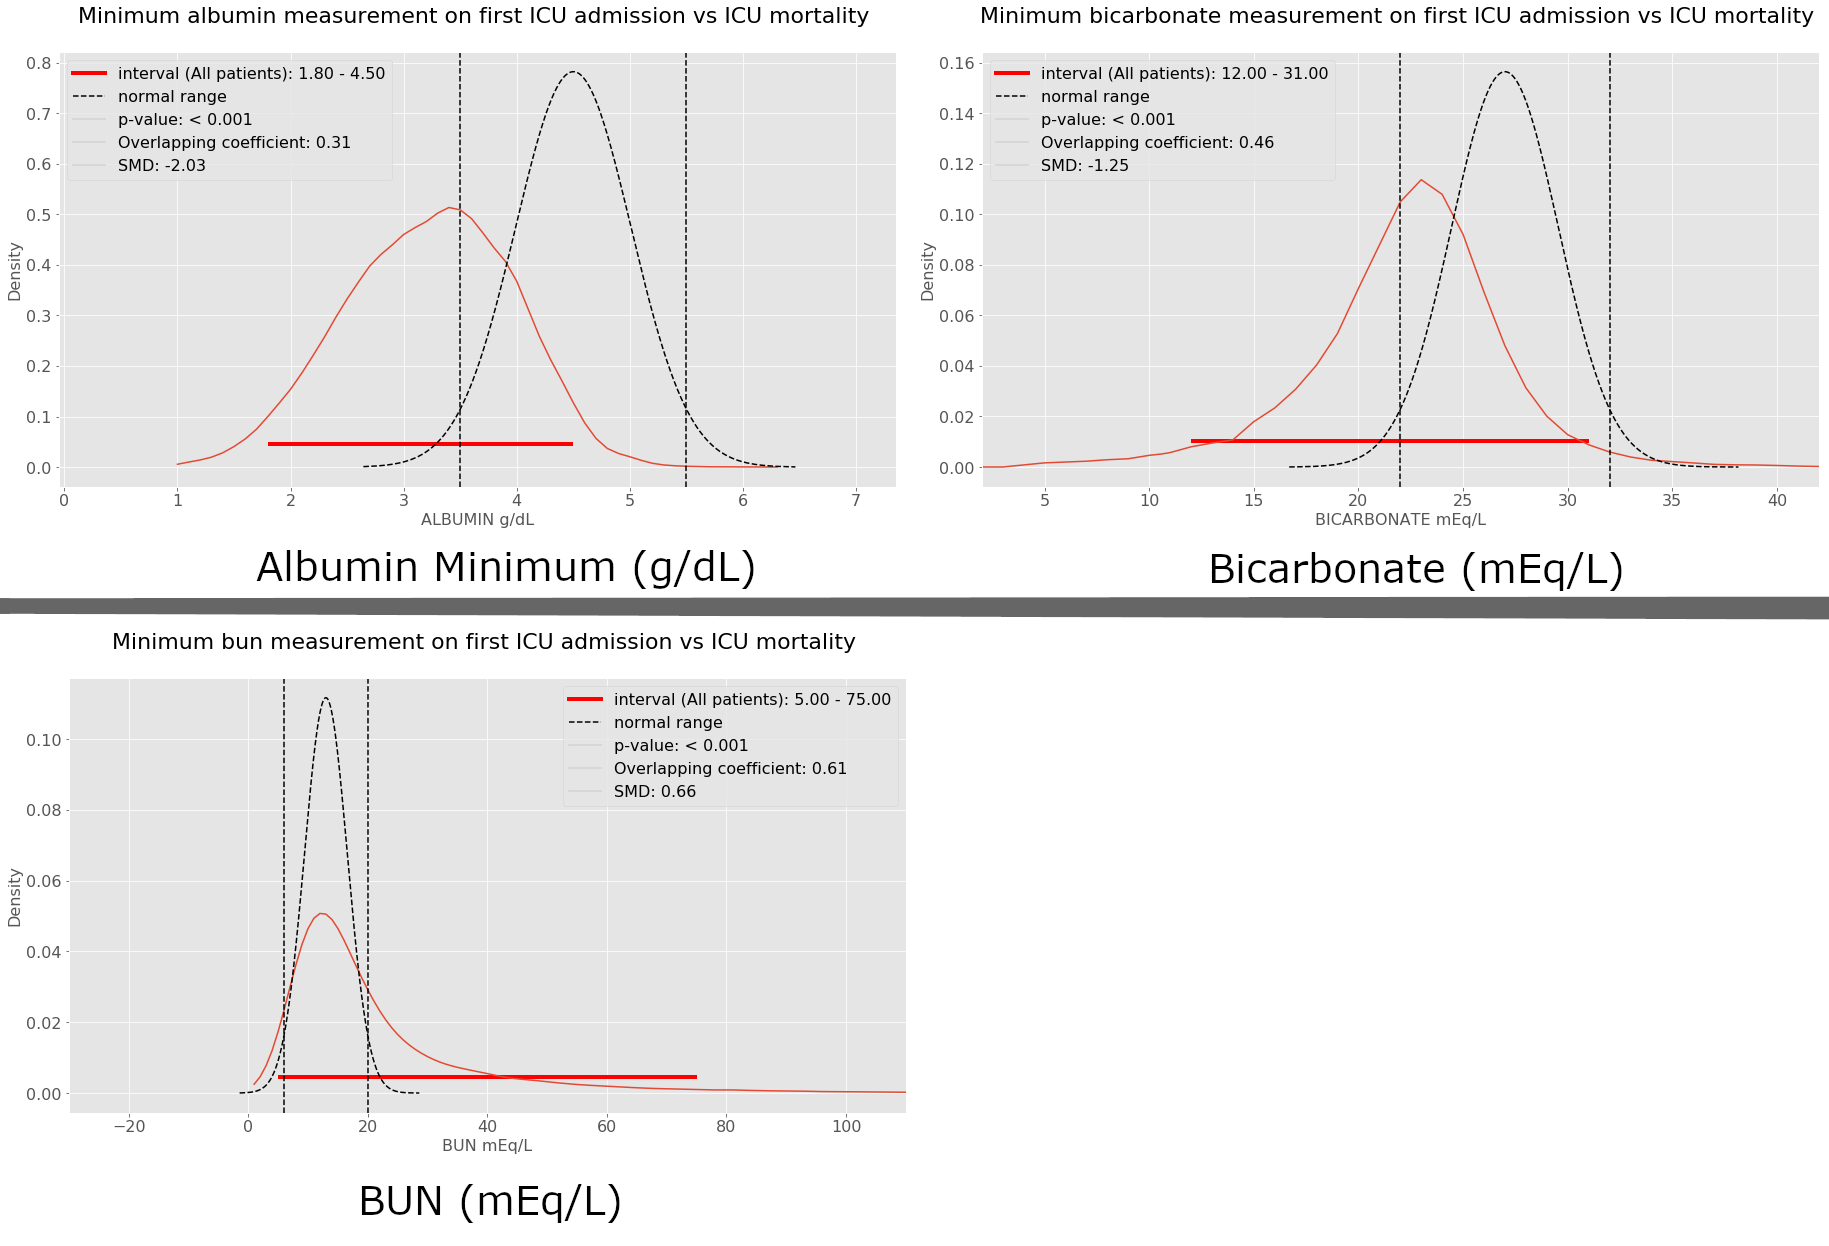 Minimum albumin measurement on first ICU admission vs ICU mortality
interval (All patients): 1.80 - 4.50
normal range
p-value: < 0.001
Overlapping coefficient: 0.31
SMD: -2.03
0.8
0.7
0.6
0.5
0.4
0.3
0.2
0.1
0.0
Density
0 1 2 3 4 5 6 7
ALBUMIN g/dL
Albumin Minimum (g/dL)
Minimum bicarbonate measurement on first ICU admission vs ICU mortality
interval (All patients): 12.00 - 31.00
normal range
p-value: < 0.001
Overlapping coefficient: 0.46
SMD: -1.25
0.16
0.14
0.12
0.10
0.08
0.06
0.04
0.02
0.00
Density
5 10 15 20 25 30 35 40
BICARBONATE mEq/L
Bicarbonate (mEq/L)
Minimum bun measurement on first ICU admission vs ICU mortality
interval (All patients): 5.00 - 75.00
normal range
p-value: < 0.001
Overlapping coefficient: 0.61
SMD: 0.66
0.10
0.08
0.06
0.04
0.02
0.00
Density
−20 0 20 40 60 80 100
BUN mEq/L
BUN (mEq/L)